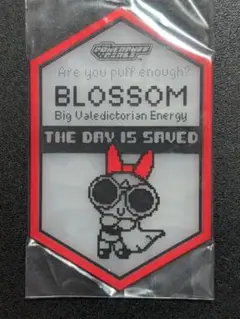 POWERPUFF
GIRLS
Are you puff enough?
BLOSSOM
Big Valedictorian Energy
THE DAY IS SAVED